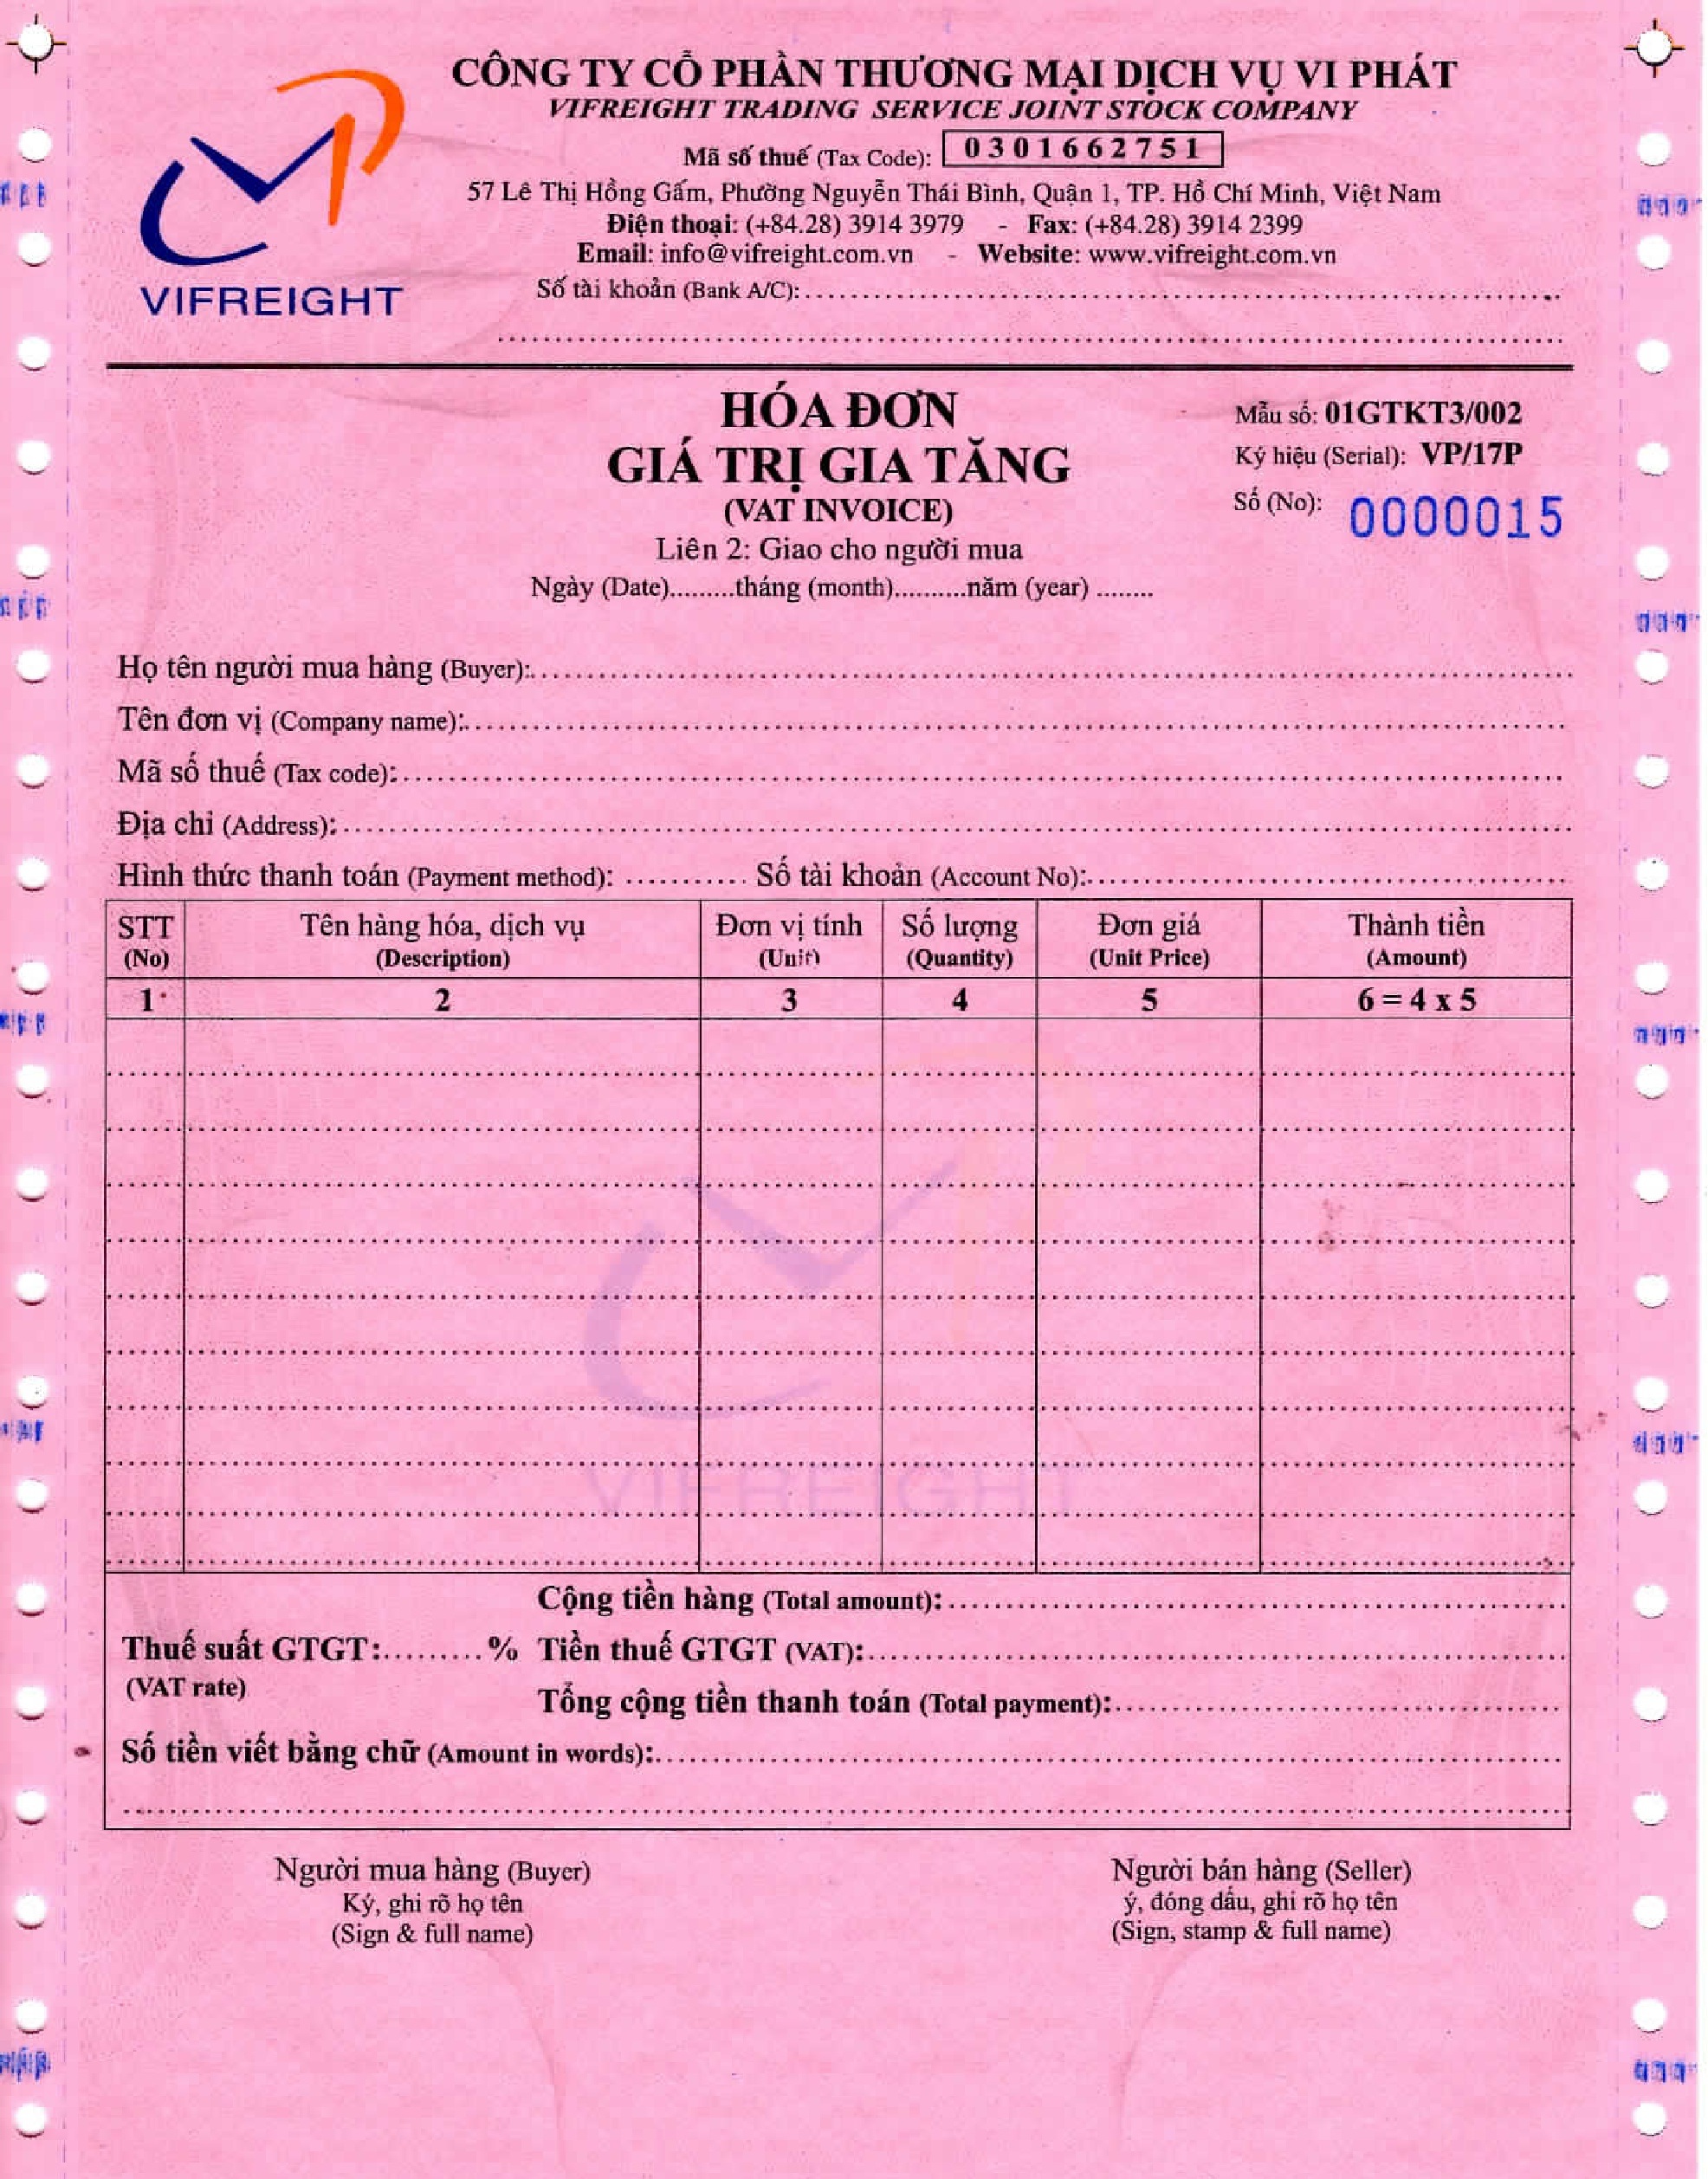 CÔNG TY CỔ PHẦN THƯƠNG MẠI DỊCH VỤ VI PHÁT
VIFREIGHT TRADING SERVICE JOINT STOCK COMPANY
Mã số thuế (Tax Code): 0301662751
57 Lê Thị Hồng Gấm, Phường Nguyễn Thái Bình, Quận 1, TP. Hồ Chí Minh, Việt Nam
Điện thoại: (+84.28) 3914 3979 - Fax: (+84.28) 3914 2399
Email: info@vifreight.com.vn - Website: www.vifreight.com.vn
Số tài khoản (Bank A/C):
VIFREIGHT
HÓA ĐƠN
GIÁ TRỊ GIA TĂNG
(VAT INVOICE)
Liên 2: Giao cho người mua
Ngày (Date).........tháng (month)..........năm (year) ........
Mẫu số: 01GTKT3/002
Ký hiệu (Serial): VP/17P
Số (No): 0000015
Họ tên người mua hàng (Buyer):
Tên đơn vị (Company name):
Mã số thuế (Tax code):
Địa chỉ (Address):
Hình thức thanh toán (Payment method): ........... Số tài khoản (Account No):
STT Tên hàng hóa, dịch vụ Đơn vị tính Số lượng Đơn giá Thành tiền
(No) (Description) (Unit) (Quantity) (Unit Price) (Amount)
1 2 3 4 5 6 = 4 x 5
VIFREIGHT
Cộng tiền hàng (Total amount):
Thuế suất GTGT:.........% Tiền thuế GTGT (VAT):
(VAT rate)
Tổng cộng tiền thanh toán (Total payment):
Số tiền viết bằng chữ (Amount in words):
Người mua hàng (Buyer)
Ký, ghi rõ họ tên
(Sign & full name)
Người bán hàng (Seller)
ý, đóng dấu, ghi rõ họ tên
(Sign, stamp & full name)